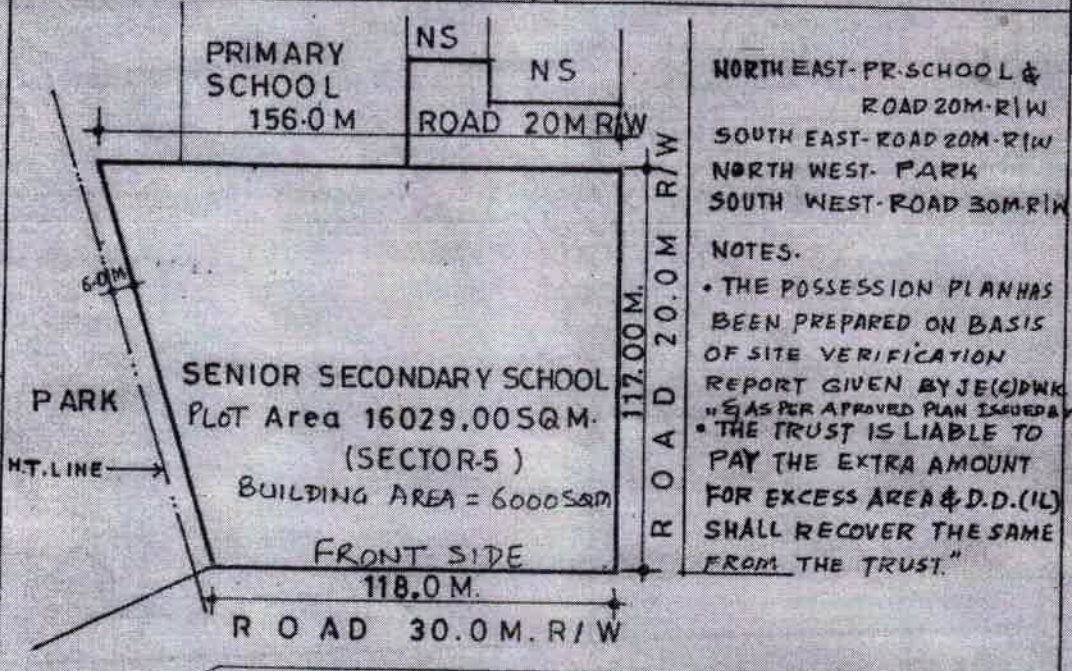 PRIMARY
SCHOOL
156.0 M
NS
NS
ROAD 20M R/W
6.0 M
PARK
H.T. LINE
SENIOR SECONDARY SCHOOL
PLOT Area 16029.00 SQM.
(SECTOR-5)
BUILDING AREA = 6000 SQM
FRONT SIDE
118.0 M.
ROAD 30.0 M. R/W
117.00 M.
ROAD 20.0 M R/W
NORTH EAST- PR. SCHOOL &
ROAD 20M- R/W
SOUTH EAST- ROAD 20M- R/W
NORTH WEST- PARK
SOUTH WEST- ROAD 30M- R/W
NOTES.
• THE POSSESSION PLAN HAS
BEEN PREPARED ON BASIS
OF SITE VERIFICATION
REPORT GIVEN BY JE(C)DWK
" & AS PER APROVED PLAN ISSUED
• THE TRUST IS LIABLE TO
PAY THE EXTRA AMOUNT
FOR EXCESS AREA & D.D.(IL)
SHALL RECOVER THE SAME
FROM THE TRUST."